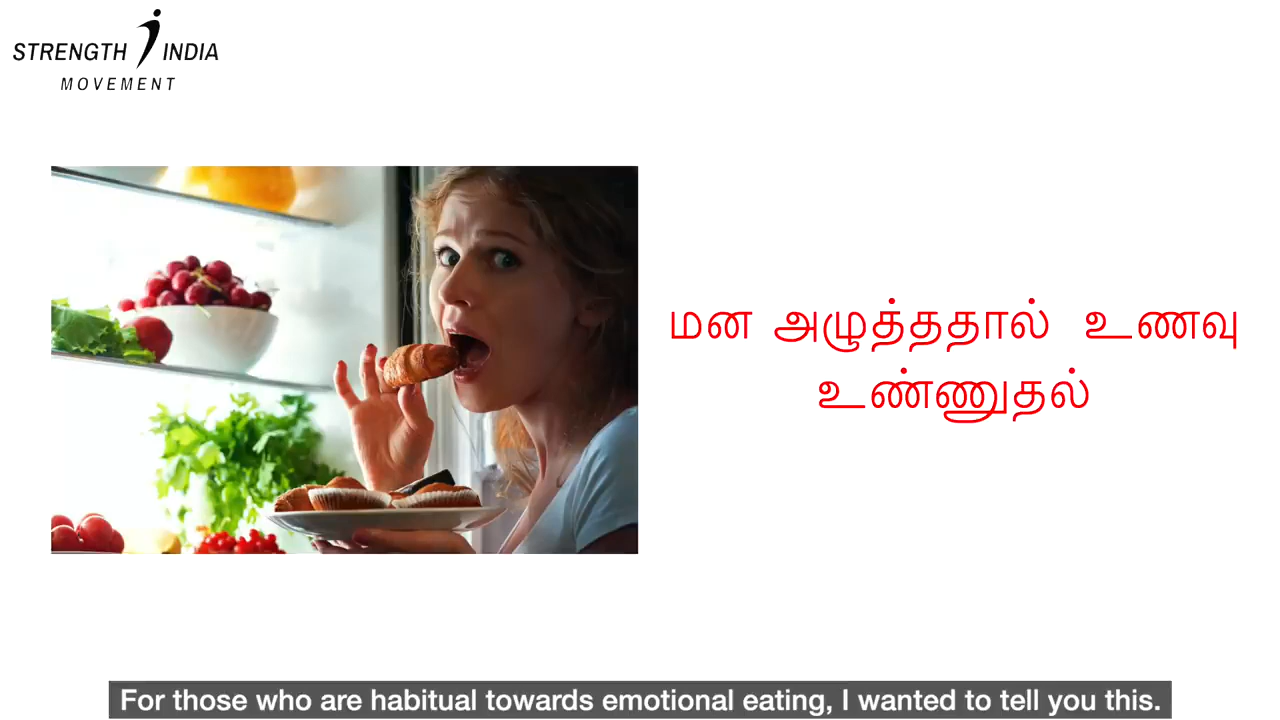 STRENGTH INDIA
MOVEMENT
மன அழுத்ததால் உணவு
உண்ணுதல்
For those who are habitual towards emotional eating, I wanted to tell you this.